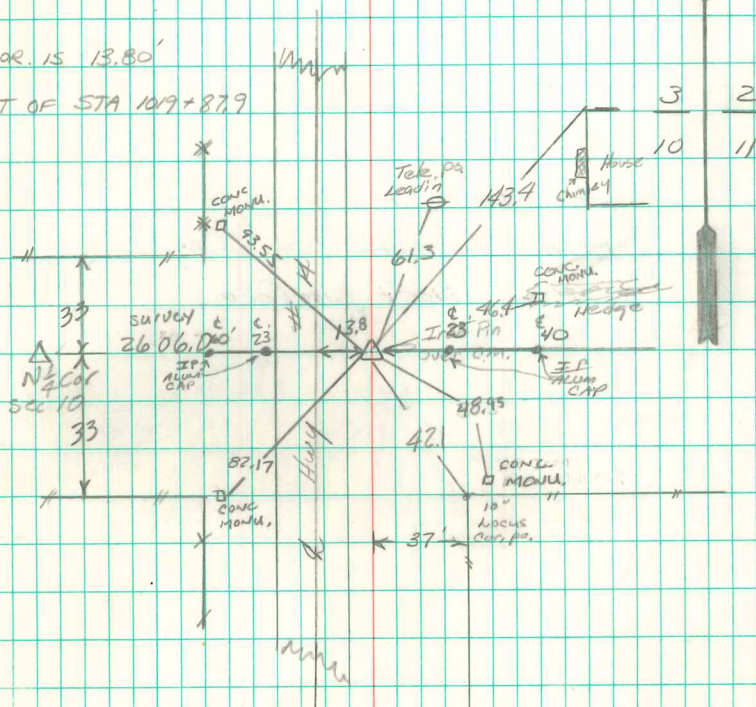 OR. IS 13.80'
T OF STA 1019+87.9
3 2
10 11
House
Chimney
Tele. Po
Leadin
143.4
61.3
CONC
MONU.
93.55
CONC.
MONU.
46.4
Hedge
33
SURVEY
2606.0
60'
℄
23
13.8
Iron Pin
℄
23'
℄
40
IP
ALUM
CAP
IP
ALUM
CAP
N¼ Cor
Sec 10
33
48.95
42.1
82.17
Hwy # 4
CONC
MONU.
CONC.
MONU.
10"
Locus
Cor. po.
37'